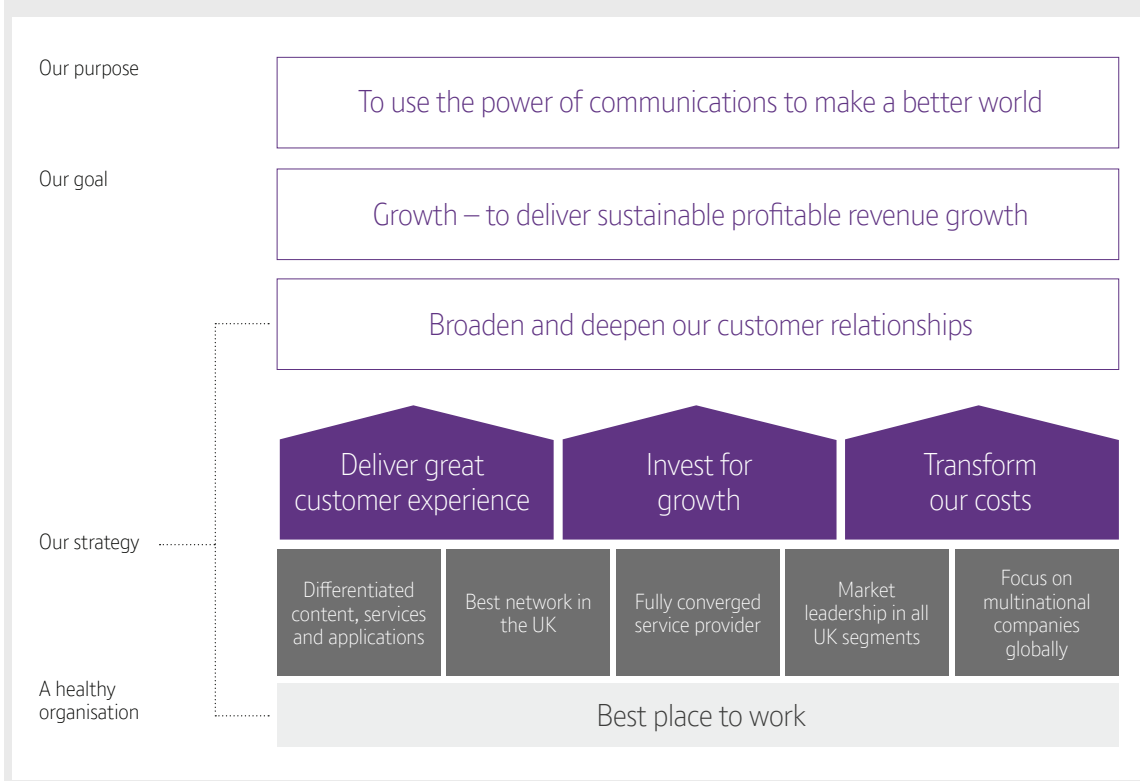 Our purpose
To use the power of communications to make a better world
Our goal
Growth – to deliver sustainable profitable revenue growth
Broaden and deepen our customer relationships
Deliver great
customer experience
Invest for
growth
Transform
our costs
Our strategy
Differentiated
content, services
and applications
Best network in
the UK
Fully converged
service provider
Market
leadership in all
UK segments
Focus on
multinational
companies
globally
A healthy
organisation
Best place to work